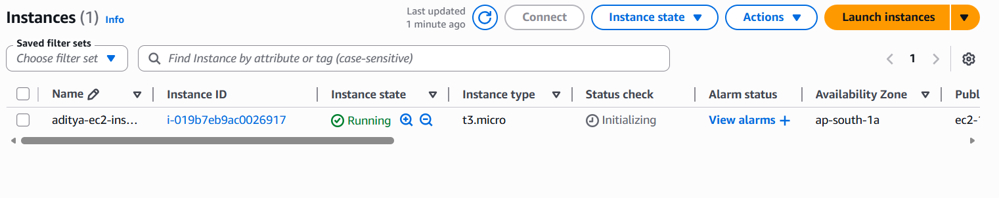 Instances (1) Info
Last updated
1 minute ago
Connect
Instance state
Actions
Launch instances
Saved filter sets
Choose filter set
Find Instance by attribute or tag (case-sensitive)
1
Name Instance ID Instance state Instance type Status check Alarm status Availability Zone Publ
aditya-ec2-ins… i-019b7eb9ac0026917 Running t3.micro Initializing View alarms + ap-south-1a ec2-1